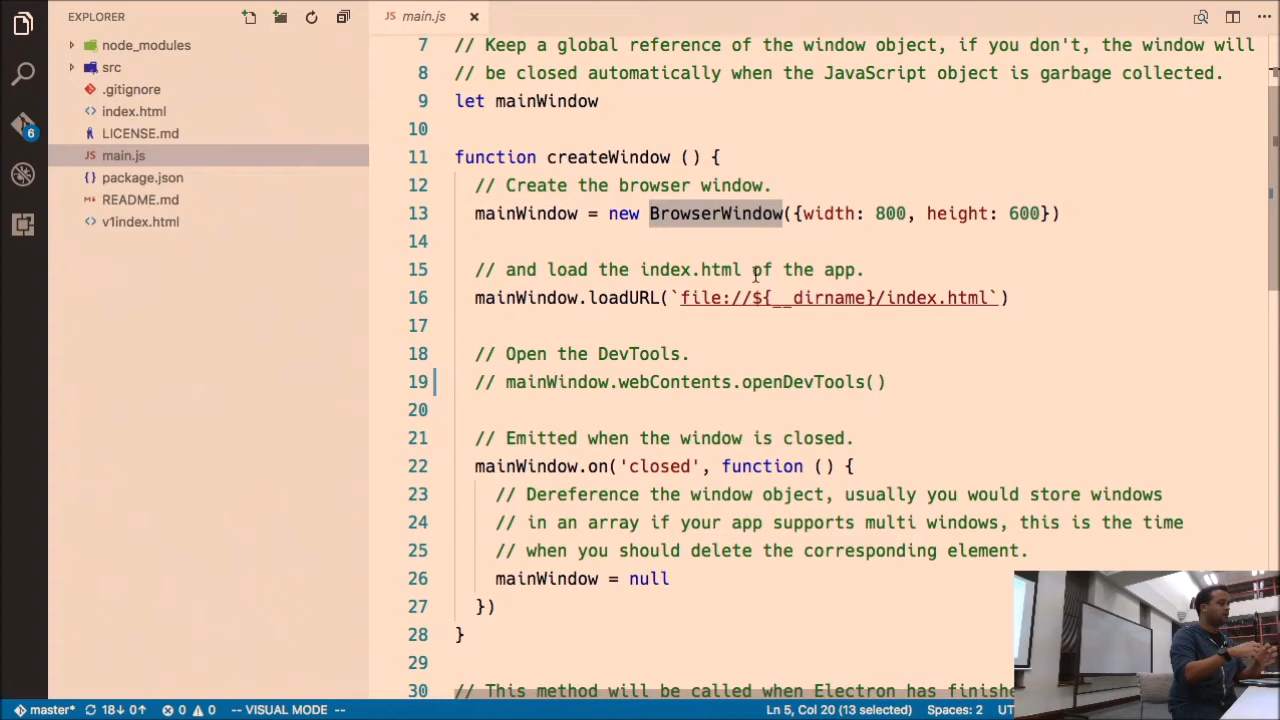 EXPLORER
node_modules
src
.gitignore
index.html
LICENSE.md
JS main.js
{} package.json
README.md
v1index.html
6
JS main.js
7 // Keep a global reference of the window object, if you don't, the window will
8 // be closed automatically when the JavaScript object is garbage collected.
9 let mainWindow
10
11 function createWindow () {
12 // Create the browser window.
13 mainWindow = new BrowserWindow({width: 800, height: 600})
14
15 // and load the index.html of the app.
16 mainWindow.loadURL(`file://${__dirname}/index.html`)
17
18 // Open the DevTools.
19 // mainWindow.webContents.openDevTools()
20
21 // Emitted when the window is closed.
22 mainWindow.on('closed', function () {
23 // Dereference the window object, usually you would store windows
24 // in an array if your app supports multi windows, this is the time
25 // when you should delete the corresponding element.
26 mainWindow = null
27 })
28 }
29
30 // This method will be called when Electron has finishe
master* 18↓ 0↑ 0 0 -- VISUAL MODE -- Ln 5, Col 20 (13 selected) Spaces: 2 UT